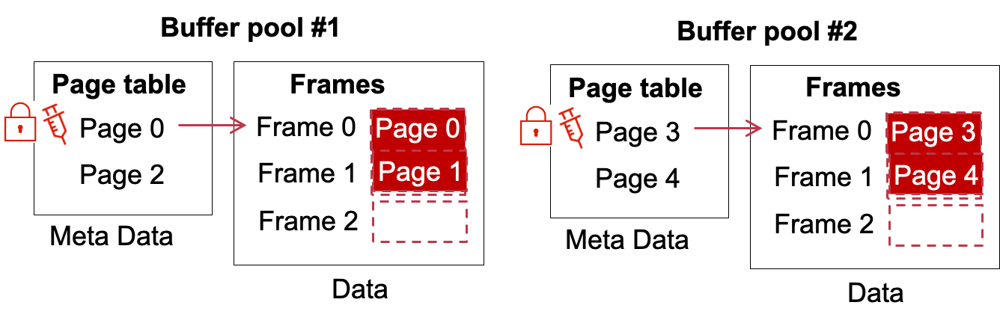 Buffer pool #1
Page table
Page 0
Page 2
Meta Data
Frames
Frame 0 Page 0
Frame 1 Page 1
Frame 2
Data
Buffer pool #2
Page table
Page 3
Page 4
Meta Data
Frames
Frame 0 Page 3
Frame 1 Page 4
Frame 2
Data